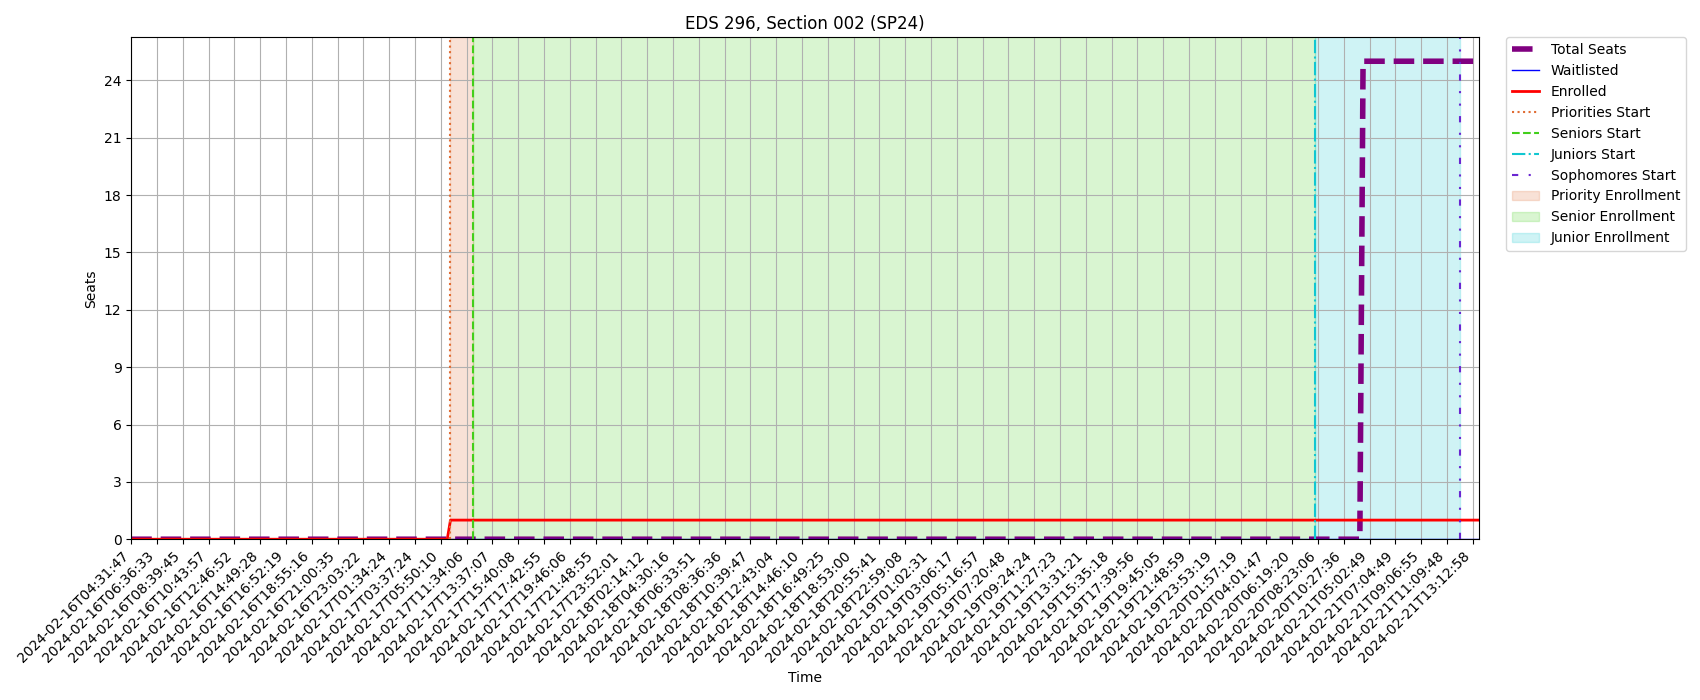 EDS 296, Section 002 (SP24)
Total Seats
Waitlisted
Enrolled
Priorities Start
Seniors Start
Juniors Start
Sophomores Start
Priority Enrollment
Senior Enrollment
Junior Enrollment
Seats
24
21
18
15
12
9
6
3
0
2024-02-16T04:31:47
2024-02-16T06:36:33
2024-02-16T08:39:45
2024-02-16T10:43:57
2024-02-16T12:46:52
2024-02-16T14:49:28
2024-02-16T16:52:19
2024-02-16T18:55:16
2024-02-16T21:00:35
2024-02-16T23:03:22
2024-02-17T01:34:24
2024-02-17T03:37:24
2024-02-17T05:50:10
2024-02-17T11:34:06
2024-02-17T13:37:07
2024-02-17T15:40:08
2024-02-17T17:42:55
2024-02-17T19:46:06
2024-02-17T21:48:55
2024-02-17T23:52:01
2024-02-18T02:14:12
2024-02-18T04:30:16
2024-02-18T06:33:51
2024-02-18T08:36:36
2024-02-18T10:39:47
2024-02-18T12:43:04
2024-02-18T14:46:10
2024-02-18T16:49:25
2024-02-18T18:53:00
2024-02-18T20:55:41
2024-02-18T22:59:08
2024-02-19T01:02:31
2024-02-19T03:06:17
2024-02-19T05:16:57
2024-02-19T07:20:48
2024-02-19T09:24:24
2024-02-19T11:27:23
2024-02-19T13:31:21
2024-02-19T15:35:18
2024-02-19T17:39:56
2024-02-19T19:45:05
2024-02-19T21:48:59
2024-02-19T23:53:19
2024-02-20T01:57:19
2024-02-20T04:01:47
2024-02-20T06:19:20
2024-02-20T08:23:06
2024-02-20T10:27:36
2024-02-21T05:02:49
2024-02-21T07:04:49
2024-02-21T09:06:55
2024-02-21T11:09:48
2024-02-21T13:12:58
Time